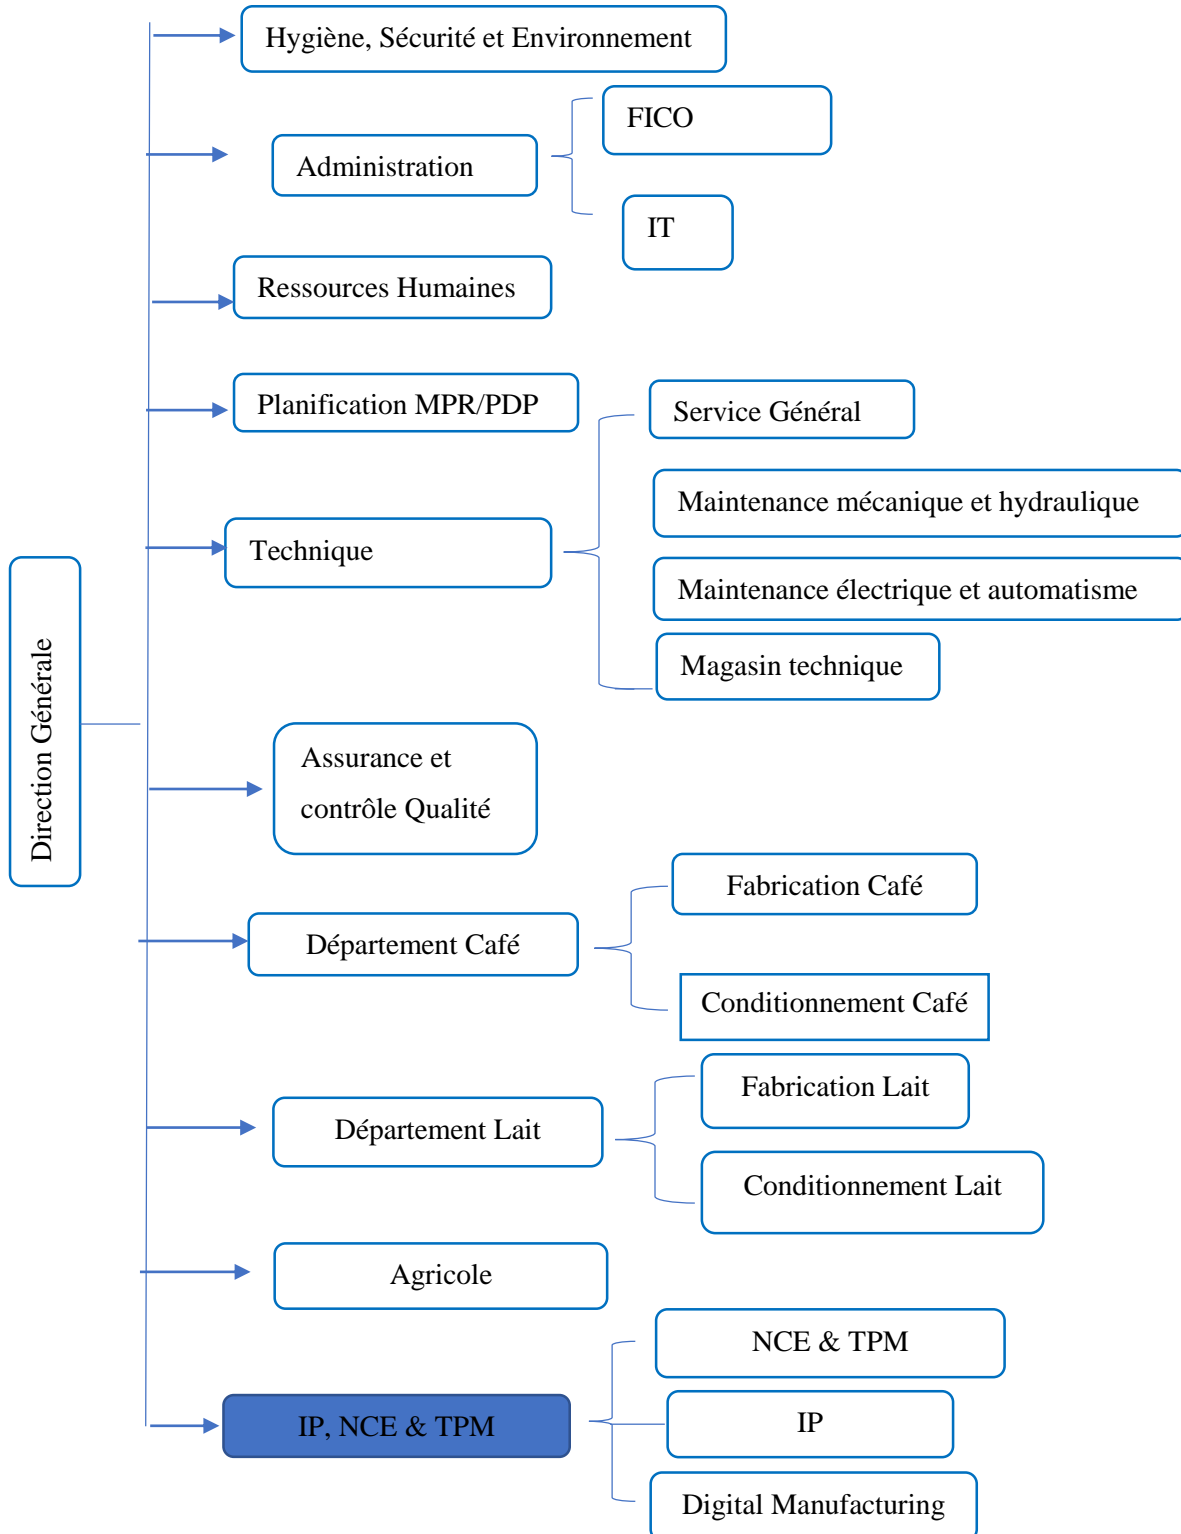 Hygiène, Sécurité et Environnement
FICO
Administration
IT
Ressources Humaines
Planification MPR/PDP
Service Général
Maintenance mécanique et hydraulique
Technique
Maintenance électrique et automatisme
Magasin technique
Direction Générale
Assurance et
contrôle Qualité
Fabrication Café
Département Café
Conditionnement Café
Fabrication Lait
Département Lait
Conditionnement Lait
Agricole
NCE & TPM
IP, NCE & TPM
IP
Digital Manufacturing